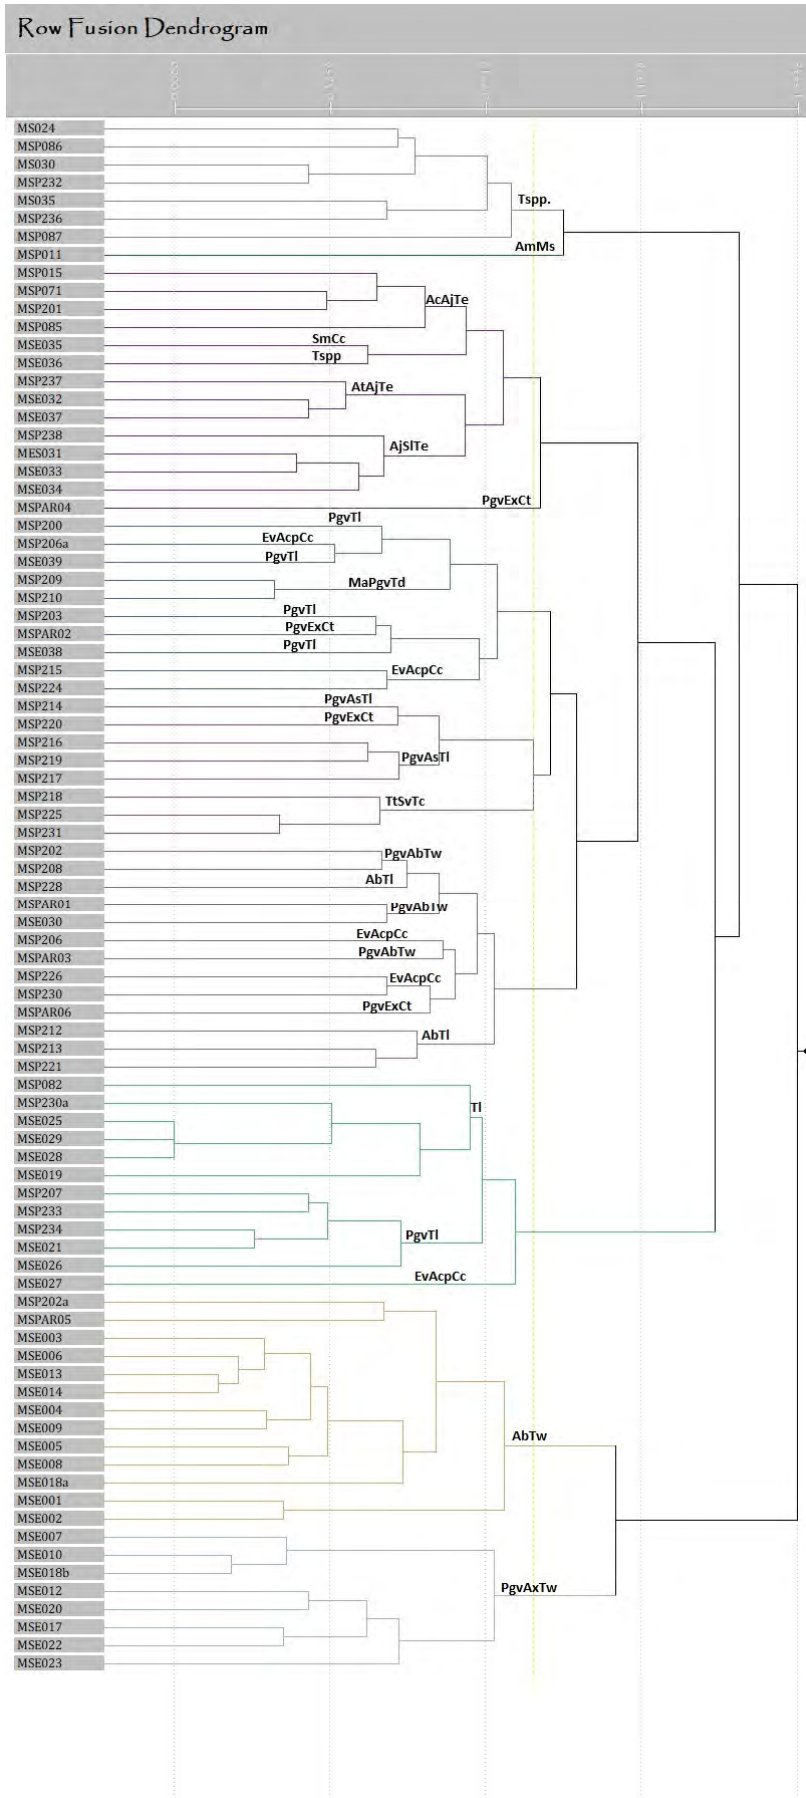 Row Fusion Dendrogram
MS024
MSP086
MS030
MSP232
MS035
Tspp.
MSP236
MSP087
AmMs
MSP011
MSP015
MSP071
AcAjTe
MSP201
MSP085
SmCc
MSE035
Tspp
MSE036
MSP237
AtAjTe
MSE032
MSE037
MSP238
AjSlTe
MES031
MSE033
MSE034
PgvExCt
MSPAR04
PgvTl
MSP200
EvAcpCc
MSP206a
PgvTl
MSE039
MSP209
MaPgvTd
MSP210
PgvTl
MSP203
PgvExCt
MSPAR02
PgvTl
MSE038
EvAcpCc
MSP215
MSP224
PgvAsTl
MSP214
PgvExCt
MSP220
MSP216
PgvAsTl
MSP219
MSP217
TtSvTc
MSP218
MSP225
MSP231
PgvAbTw
MSP202
MSP208
AbTl
MSP228
PgvAbTw
MSPAR01
MSE030
EvAcpCc
MSP206
PgvAbTw
MSPAR03
EvAcpCc
MSP226
MSP230
PgvExCt
MSPAR06
AbTl
MSP212
MSP213
MSP221
MSP082
Tl
MSP230a
MSE025
MSE029
MSE028
MSE019
MSP207
MSP233
PgvTl
MSP234
MSE021
MSE026
EvAcpCc
MSE027
MSP202a
MSPAR05
MSE003
MSE006
MSE013
MSE014
MSE004
MSE009
AbTw
MSE005
MSE008
MSE018a
MSE001
MSE002
MSE007
MSE010
MSE018b
PgvAxTw
MSE012
MSE020
MSE017
MSE022
MSE023